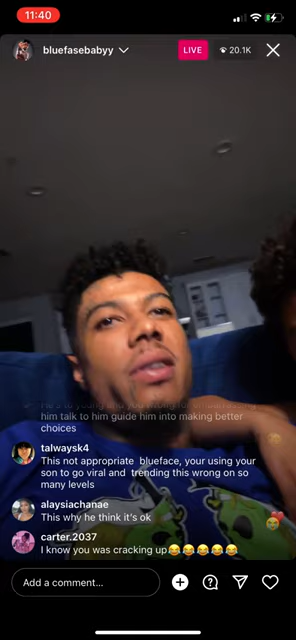 11:40
bluefasebabyy
LIVE
20.1K
him talk to him guide him into making better
choices
talwaysk4
This not appropriate blueface, your using your
son to go viral and trending this wrong on so
many levels
alaysiachanae
This why he think it's ok
carter.2037
I know you was cracking up😂😂😂😂😂
Add a comment...